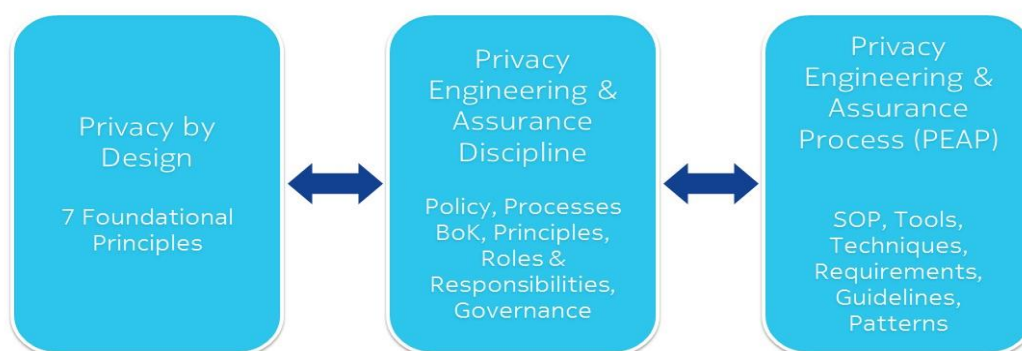 Privacy by
Design
7 Foundational
Principles
Privacy
Engineering &
Assurance
Discipline
Policy, Processes
BoK, Principles,
Roles &
Responsibilities,
Governance
Privacy
Engineering &
Assurance
Process (PEAP)
SOP, Tools,
Techniques,
Requirements,
Guidelines,
Patterns